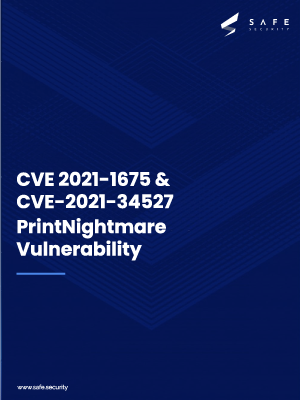 SAFE
SECURITY
CVE 2021-1675 &
CVE-2021-34527
PrintNightmare
Vulnerability
www.safe.security